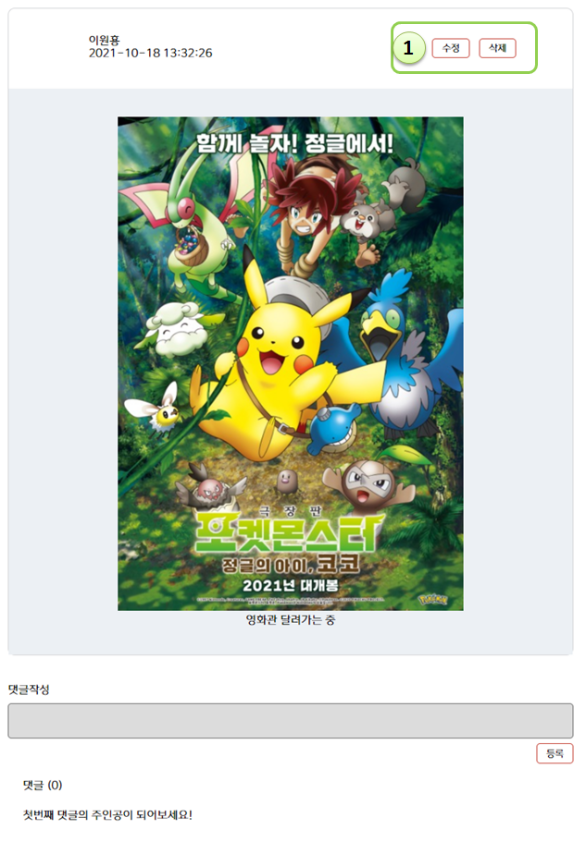 이원홍
2021-10-18 13:32:26
1
수정
삭제
함께 놀자! 정글에서!
극장판
포켓몬스터
정글의 아이, 코코
2021년 대개봉
영화관 달려가는 중
댓글작성
등록
댓글 (0)
첫번째 댓글의 주인공이 되어보세요!